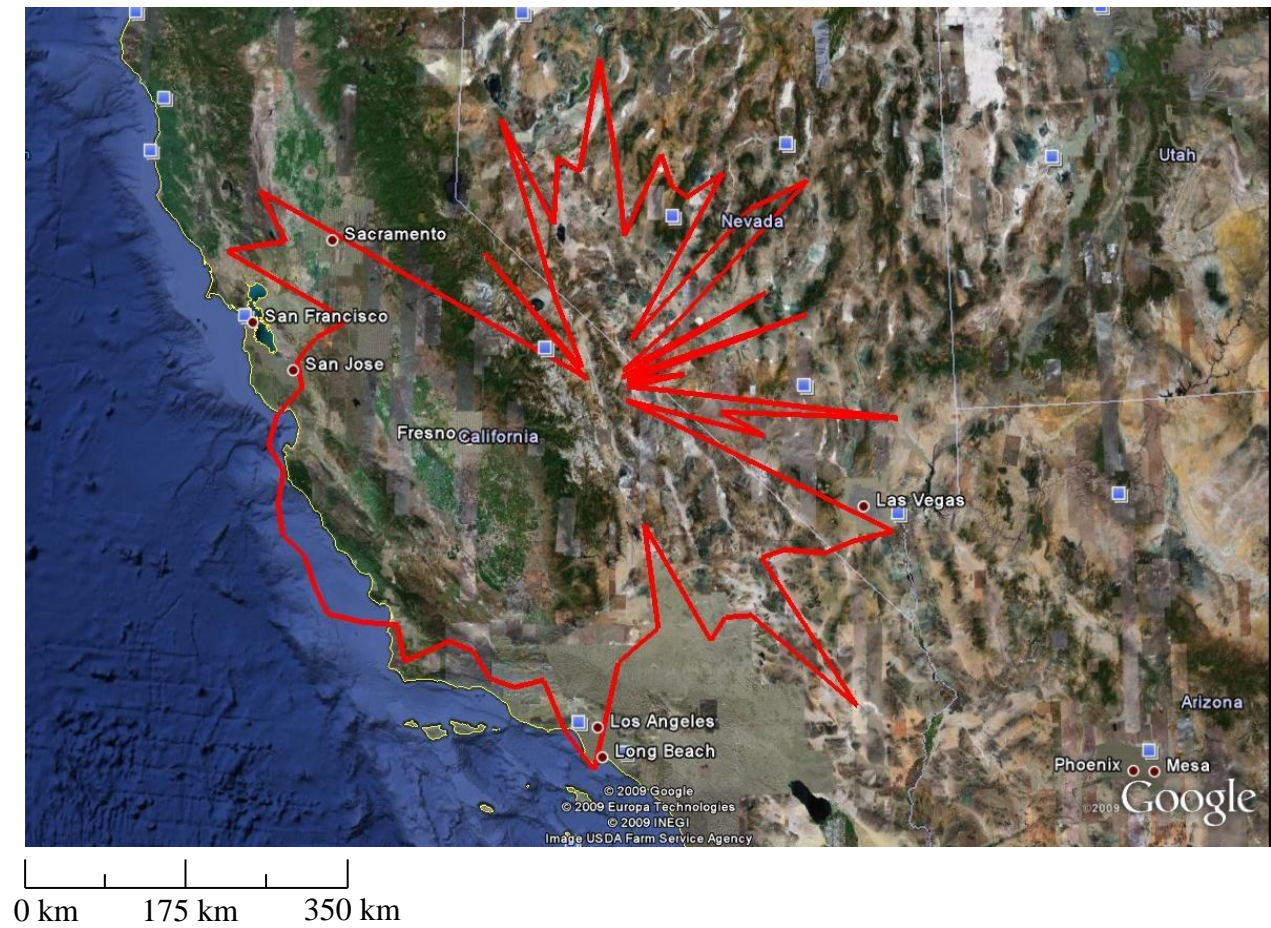 Utah
Nevada
Sacramento
San Francisco
San Jose
Fresno California
Las Vegas
Arizona
Los Angeles
Long Beach
Phoenix Mesa
©2009 Google
© 2009 Google
© 2009 Europa Technologies
© 2009 INEGI
Image USDA Farm Service Agency
0 km 175 km 350 km